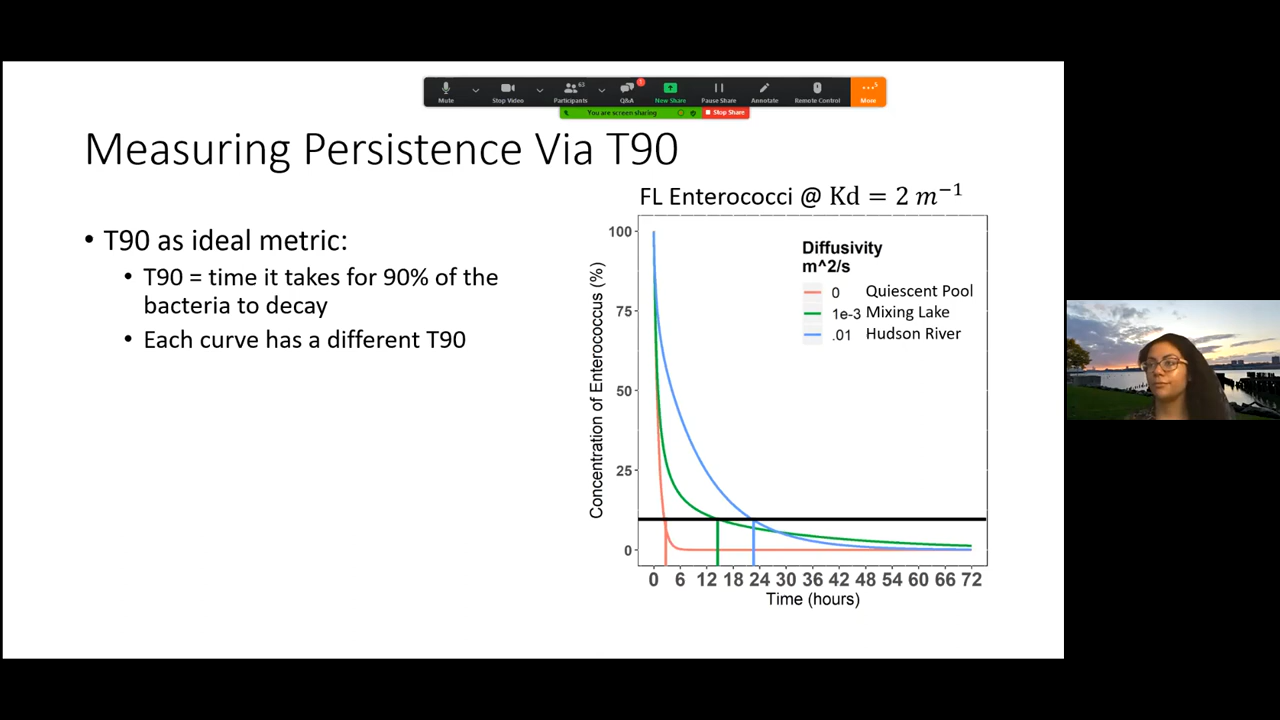 63
1
Mute
Stop Video
Participants
Q&A
New Share
Pause Share
Annotate
Remote Control
More
You are screen sharing
Stop Share
Measuring Persistence Via T90
• T90 as ideal metric:
• T90 = time it takes for 90% of the
bacteria to decay
• Each curve has a different T90
FL Enterococci @ Kd = 2 m⁻¹
Diffusivity
m^2/s
0 Quiescent Pool
1e-3 Mixing Lake
.01 Hudson River
Concentration of Enterococcus (%)
100
75
50
25
0
0 6 12 18 24 30 36 42 48 54 60 66 72
Time (hours)